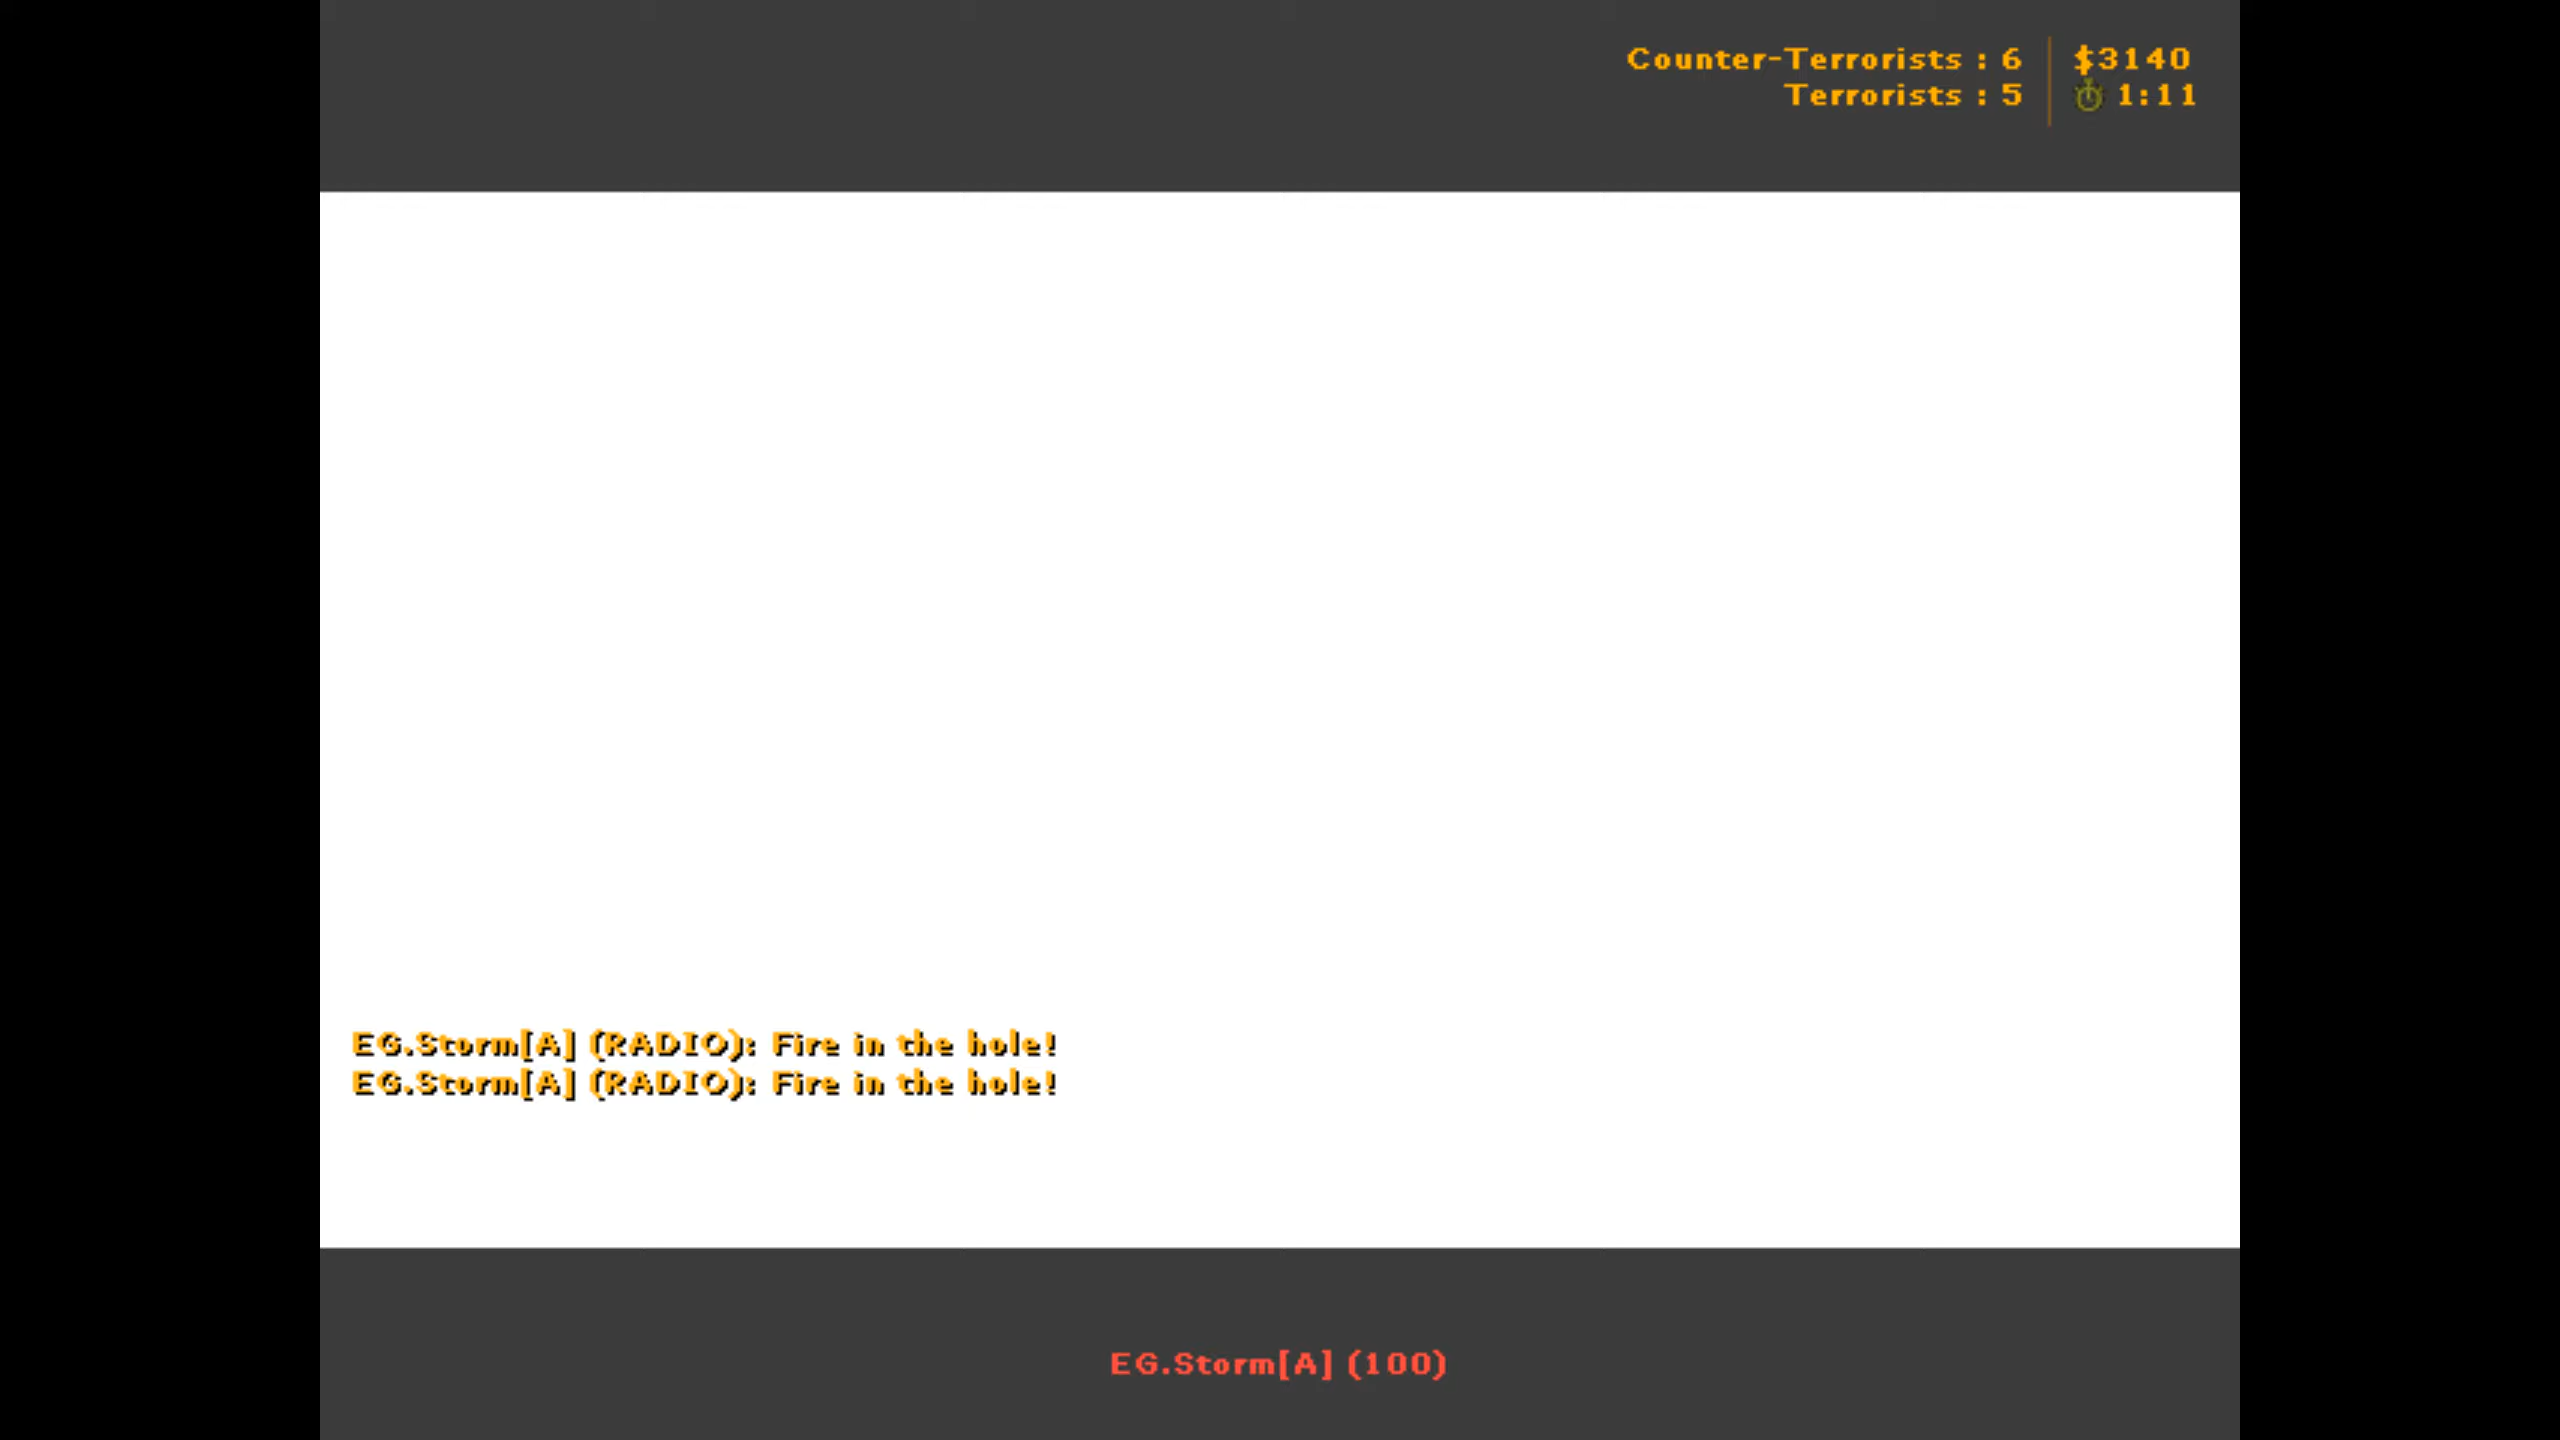 Counter-Terrorists : 6 $3140
Terrorists : 5 1:11
EG.Storm[A] (RADIO): Fire in the hole!
EG.Storm[A] (RADIO): Fire in the hole!
EG.Storm[A] (100)